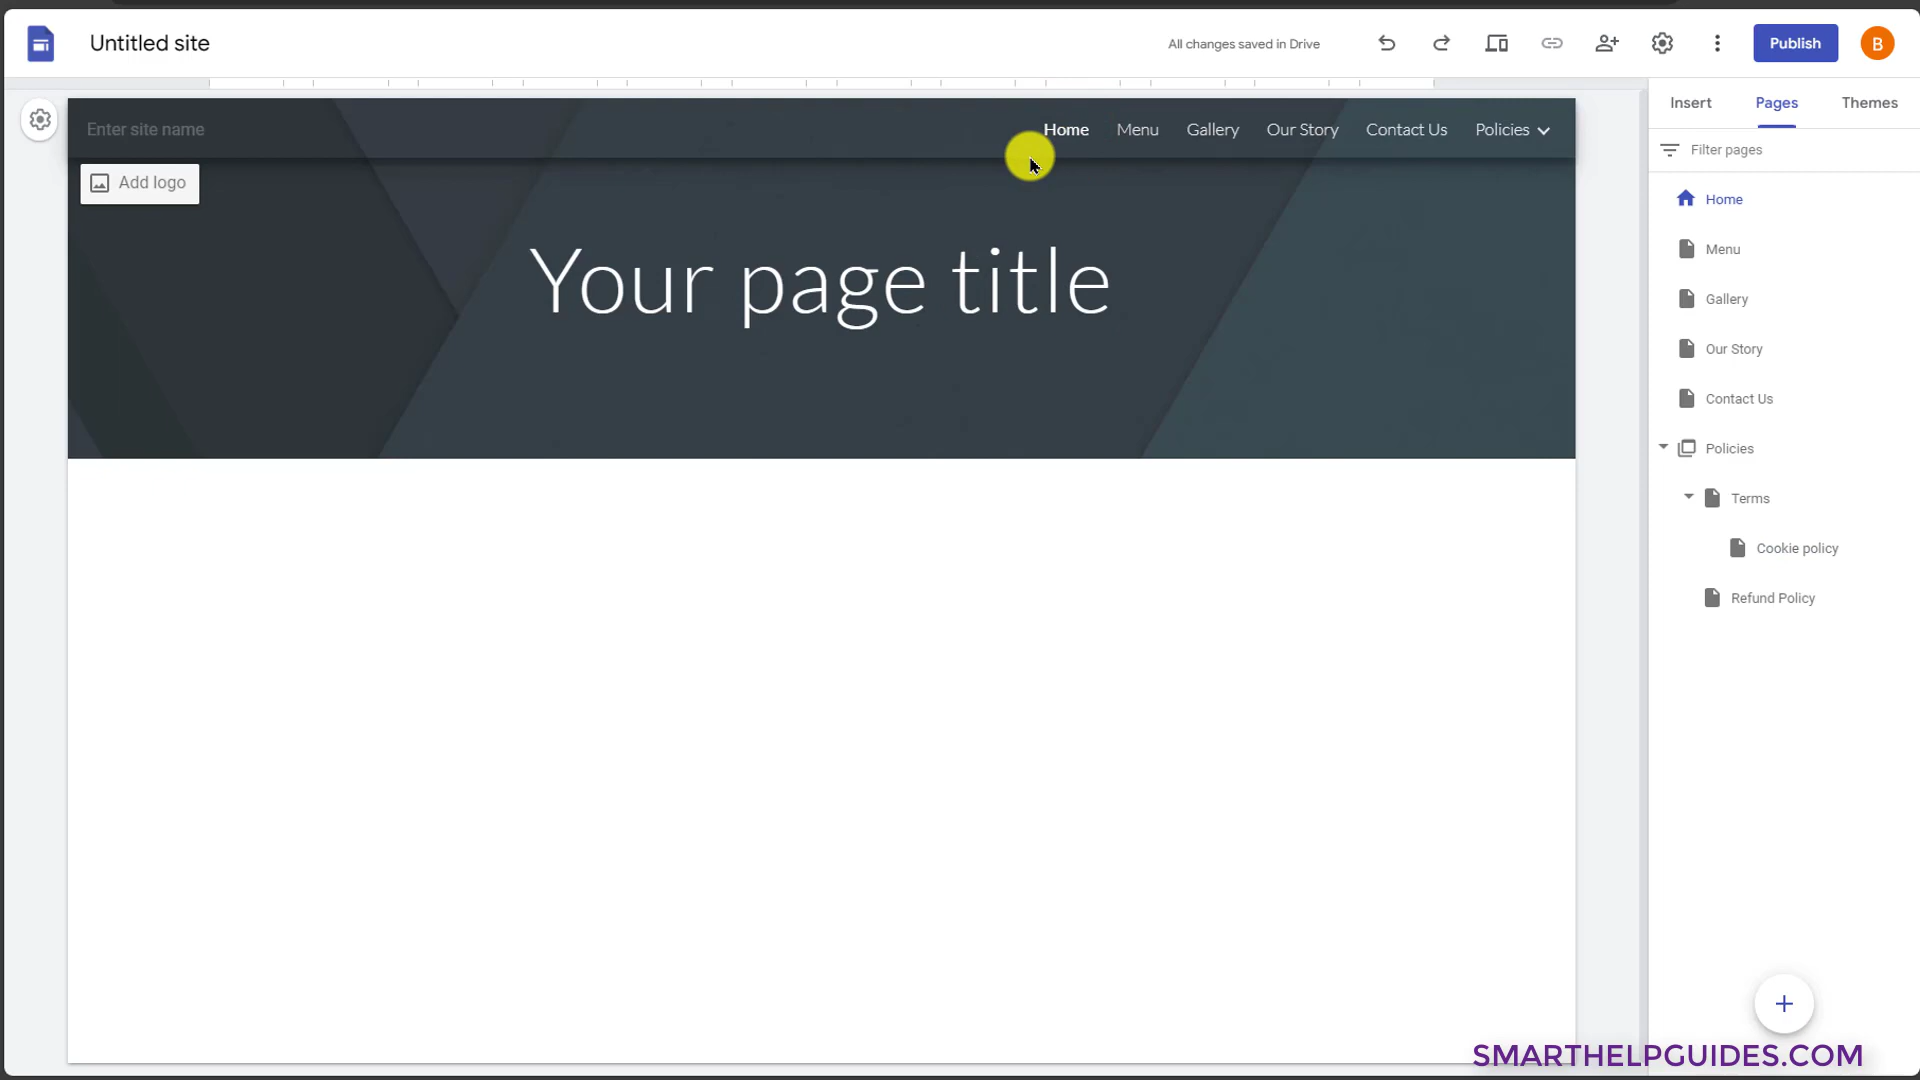 Untitled site
All changes saved in Drive
Publish
B
Insert
Pages
Themes
Enter site name
Home
Menu
Gallery
Our Story
Contact Us
Policies
Add logo
Your page title
Filter pages
Home
Menu
Gallery
Our Story
Contact Us
Policies
Terms
Cookie policy
Refund Policy
SMARTHELPGUIDES.COM